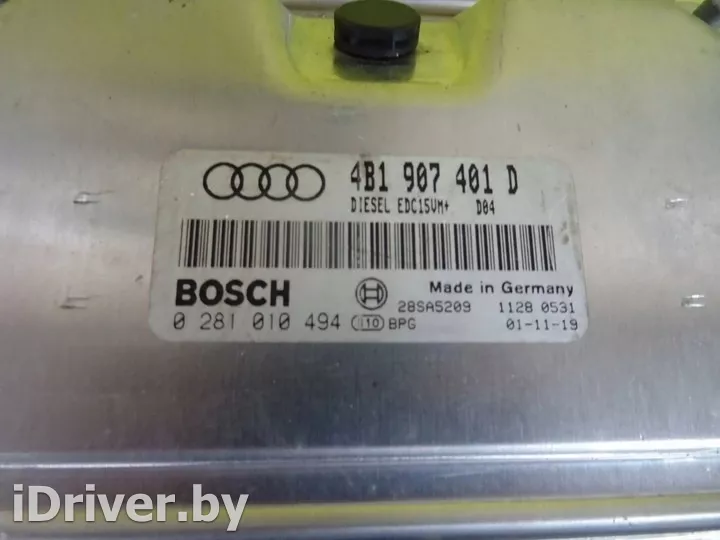 4B1 907 401 D
DIESEL EDC15VM+ D04
BOSCH Made in Germany
28SA5209 1128 0531
0 281 010 494 10 BPG 01-11-19
iDriver.by